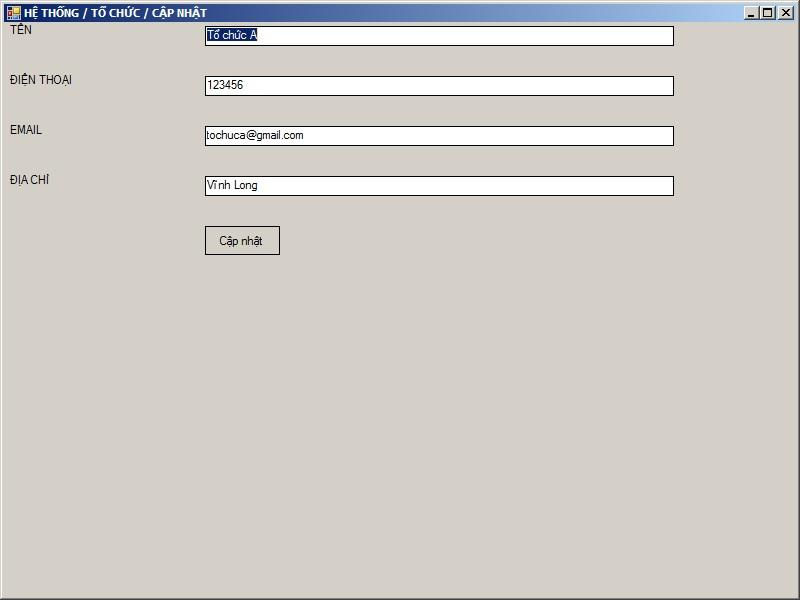 HỆ THỐNG / TỔ CHỨC / CẬP NHẬT
TÊN
Tổ chức A
ĐIỆN THOẠI
123456
EMAIL
tochuca@gmail.com
ĐỊA CHỈ
Vĩnh Long
Cập nhật